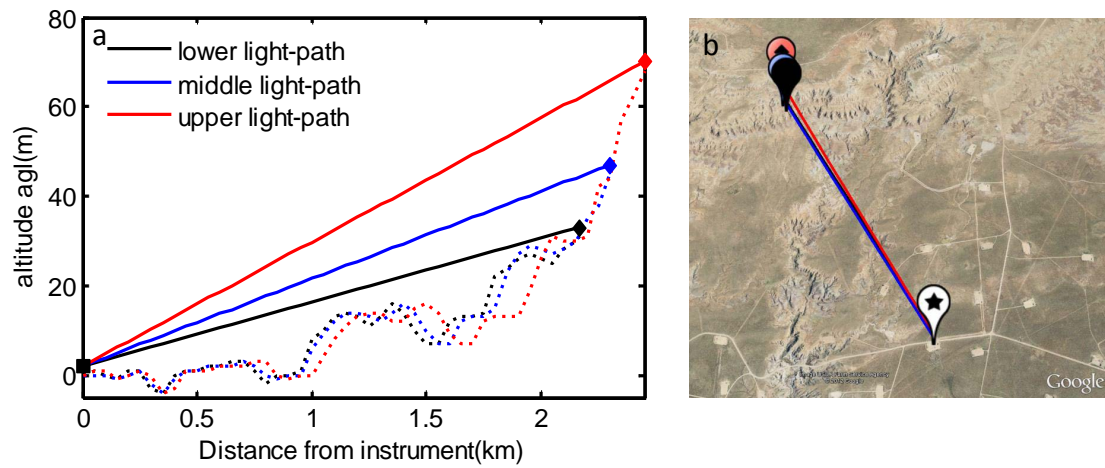 a
80
60
40
20
0
altitude agl(m)
lower light-path
middle light-path
upper light-path
0 0.5 1 1.5 2
Distance from instrument(km)
b
Google